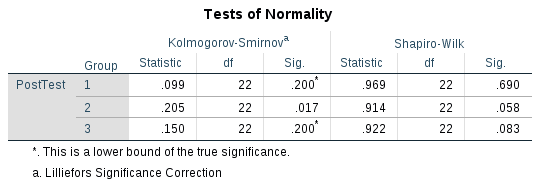 Tests of Normality
Kolmogorov-Smirnov^a Shapiro-Wilk
Group Statistic df Sig. Statistic df Sig.
PostTest 1 .099 22 .200* .969 22 .690
2 .205 22 .017 .914 22 .058
3 .150 22 .200* .922 22 .083
*. This is a lower bound of the true significance.
a. Lilliefors Significance Correction